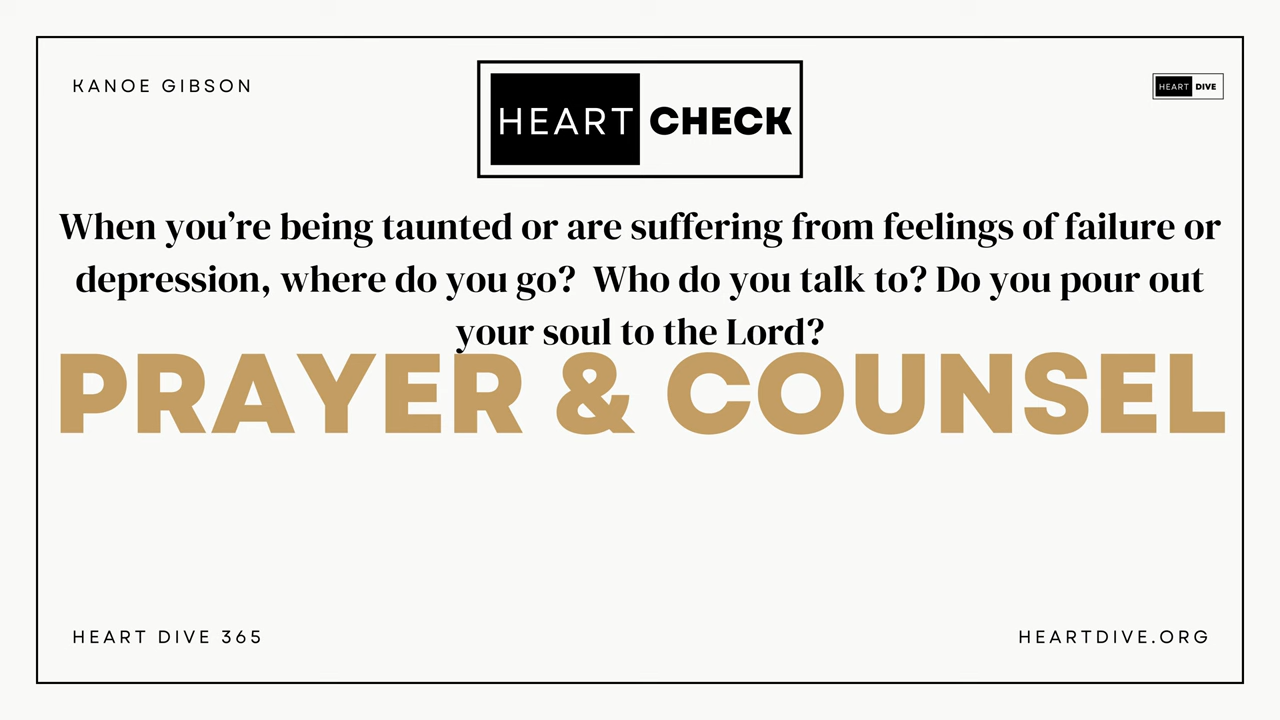 KANOE GIBSON
HEART CHECK
HEART DIVE
When you’re being taunted or are suffering from feelings of failure or
depression, where do you go?  Who do you talk to? Do you pour out
your soul to the Lord?
PRAYER & COUNSEL
HEART DIVE 365
HEARTDIVE.ORG